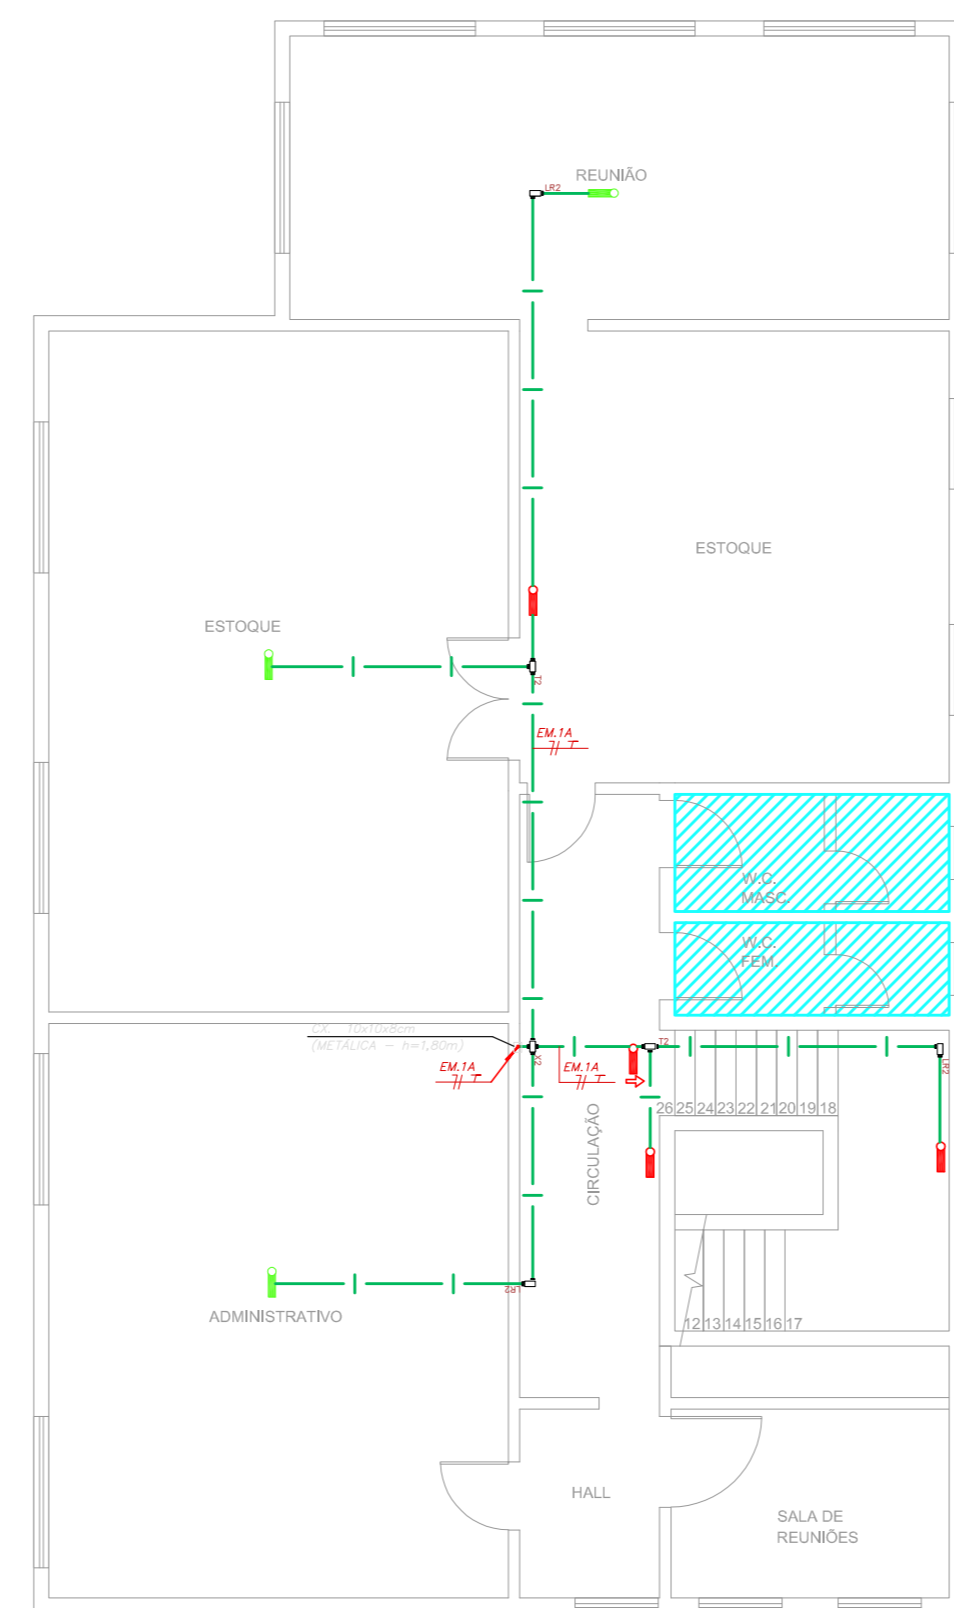 REUNIÃO
LR2
ESTOQUE
ESTOQUE
T2
EM.1A
W.C.
MASC.
W.C.
FEM.
CX. 10x10x8cm
(METÁLICA - h=1,80m)
EM.1A
X2
EM.1A
T2
LR2
26 25 24 23 22 21 20 19 18
CIRCULAÇÃO
LR2
ADMINISTRATIVO
12 13 14 15 16 17
HALL
SALA DE
REUNIÕES